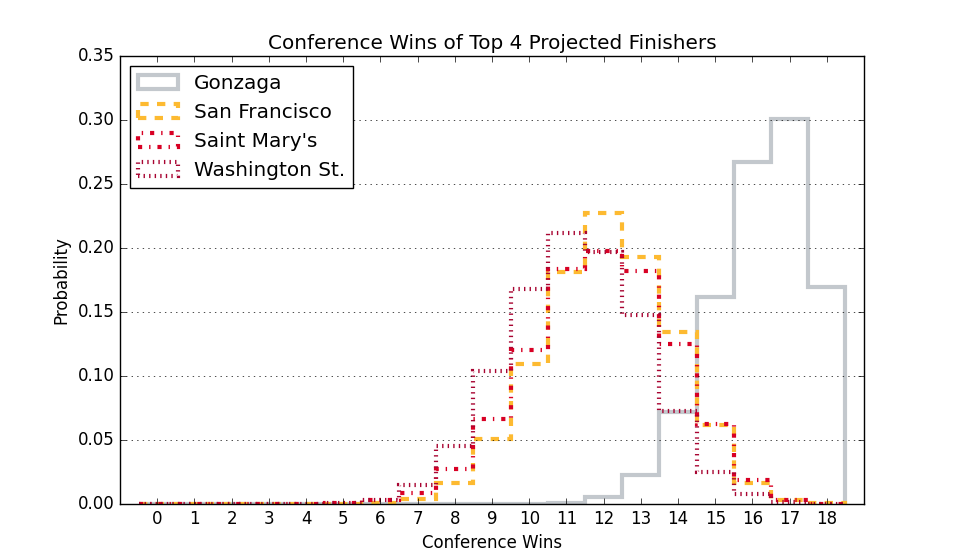 Conference Wins of Top 4 Projected Finishers
Gonzaga
San Francisco
Saint Mary's
Washington St.
Probability
0.35
0.30
0.25
0.20
0.15
0.10
0.05
0.00
0 1 2 3 4 5 6 7 8 9 10 11 12 13 14 15 16 17 18
Conference Wins